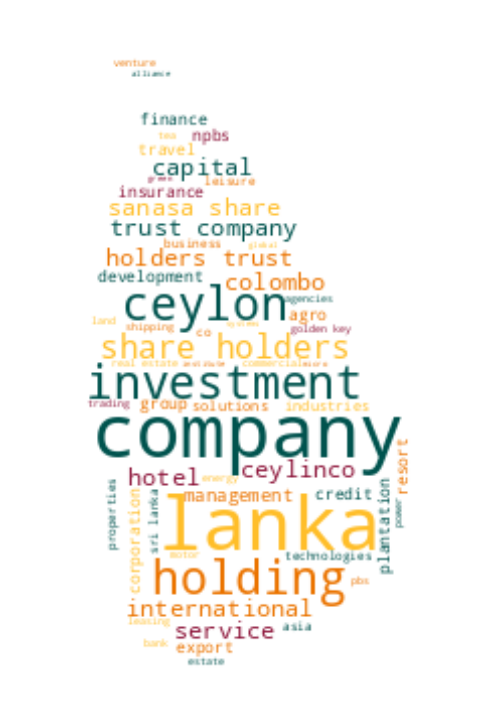 venture
alliance
finance
tea npbs
travel
capital
green leisure
insurance
sanasa share
trust company
business global
holders trust
development colombo
ceylon agencies
agro
land shipping co system golden key
share holders
real estate institute commercial micro
investment
trading group solutions industries
company
resort
hotel ceylinco
energy
properties corporation sri lanka management credit plantation power
lanka
motor technologies
holding pbs
international
leasing service asia
bank export
estate